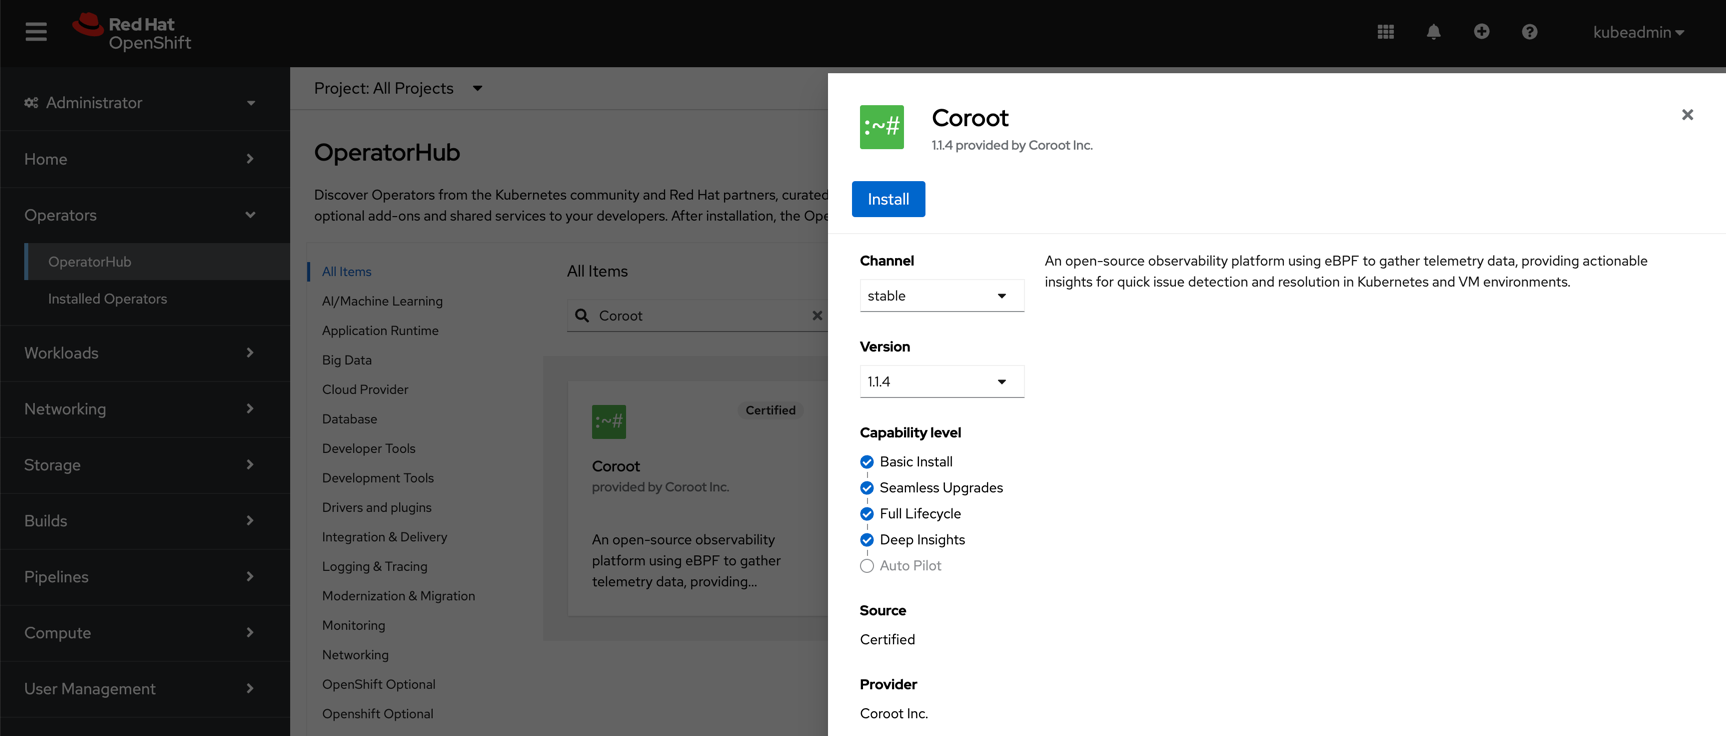 Red Hat
OpenShift
kubeadmin
Administrator
Home
Operators
OperatorHub
Installed Operators
Workloads
Networking
Storage
Builds
Pipelines
Compute
User Management
Project: All Projects
OperatorHub
Discover Operators from the Kubernetes community and Red Hat partners, curated
optional add-ons and shared services to your developers. After installation, the Ope
All Items
AI/Machine Learning
Application Runtime
Big Data
Cloud Provider
Database
Developer Tools
Development Tools
Drivers and plugins
Integration & Delivery
Logging & Tracing
Modernization & Migration
Monitoring
Networking
OpenShift Optional
Openshift Optional
All Items
Coroot
:~#
Certified
Coroot
provided by Coroot Inc.
An open-source observability
platform using eBPF to gather
telemetry data, providing...
:~#
Coroot
1.1.4 provided by Coroot Inc.
Install
Channel
stable
Version
1.1.4
Capability level
Basic Install
Seamless Upgrades
Full Lifecycle
Deep Insights
Auto Pilot
Source
Certified
Provider
Coroot Inc.
An open-source observability platform using eBPF to gather telemetry data, providing actionable
insights for quick issue detection and resolution in Kubernetes and VM environments.